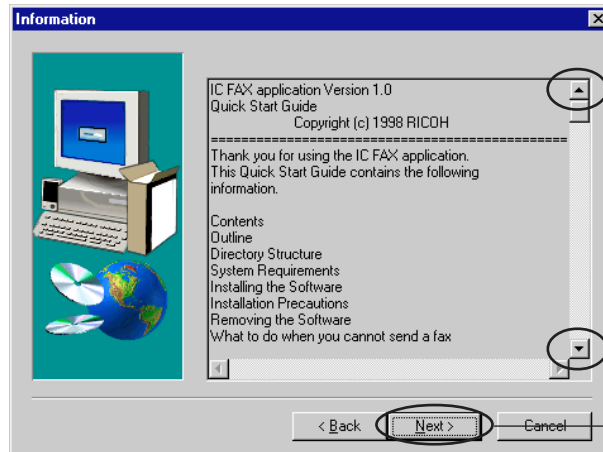 Information
IC FAX application Version 1.0
Quick Start Guide
Copyright (c) 1998 RICOH
==================================================
Thank you for using the IC FAX application.
This Quick Start Guide contains the following
information.
Contents
Outline
Directory Structure
System Requirements
Installing the Software
Installation Precautions
Removing the Software
What to do when you cannot send a fax
< Back
Next >
Cancel